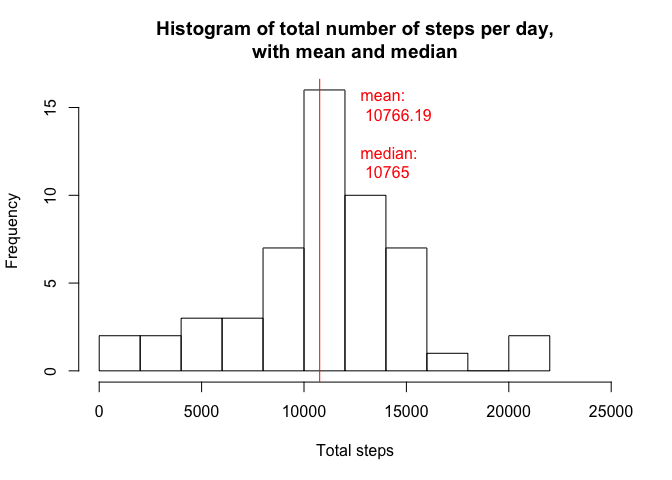 Histogram of total number of steps per day,
with mean and median
mean:
10766.19
median:
10765
Frequency
15
10
5
0
0 5000 10000 15000 20000 25000
Total steps